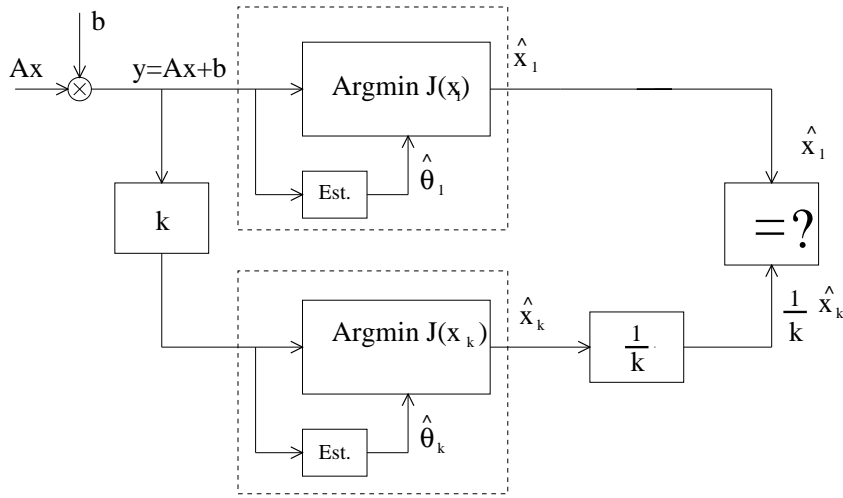 b
Ax
y=Ax+b
Argmin J(x₁)
x̂₁
Est.
θ̂₁
x̂₁
k
=?
Argmin J(xₖ)
x̂ₖ
1/k
1/k x̂ₖ
Est.
θ̂ₖ